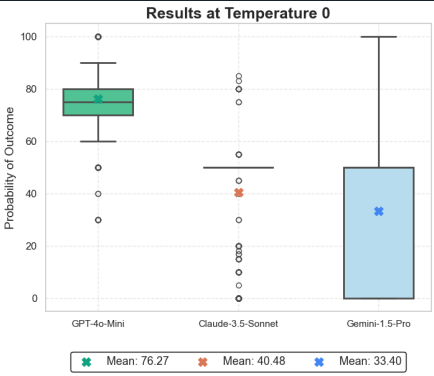 Results at Temperature 0
Probability of Outcome
100
80
60
40
20
0
GPT-4o-Mini
Claude-3.5-Sonnet
Gemini-1.5-Pro
Mean: 76.27
Mean: 40.48
Mean: 33.40